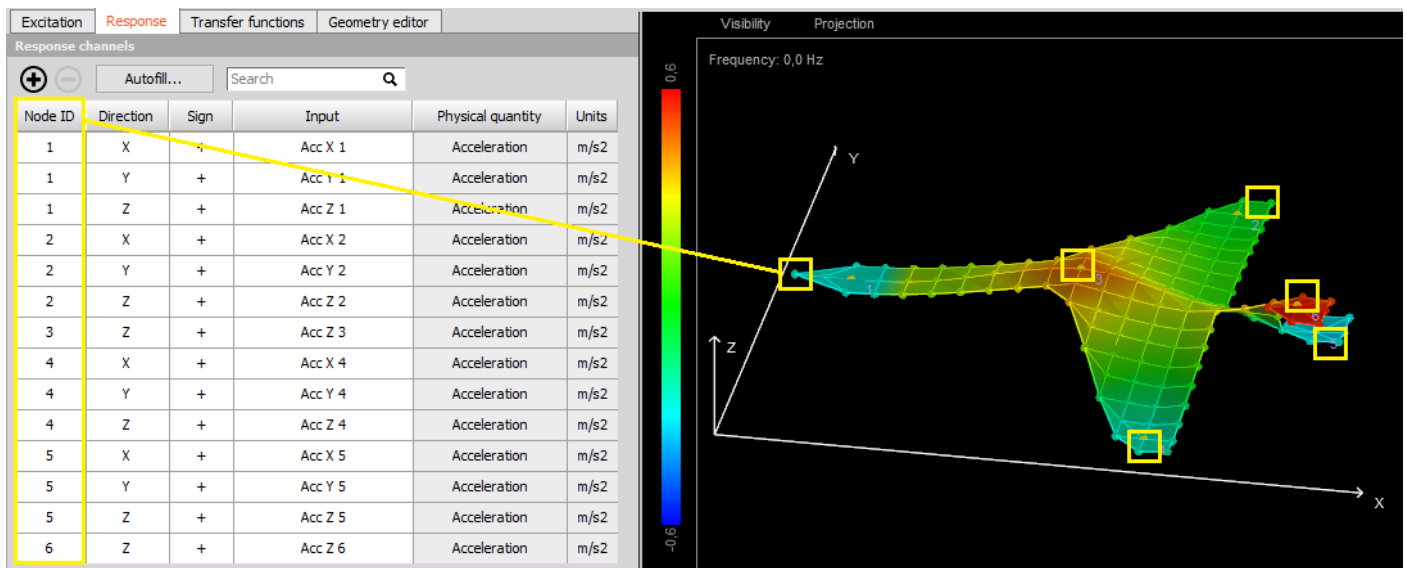 Excitation Response Transfer functions Geometry editor
Response channels
Autofill... Search
Node ID Direction Sign Input Physical quantity Units
1 X + Acc X 1 Acceleration m/s2
1 Y + Acc Y 1 Acceleration m/s2
1 Z + Acc Z 1 Acceleration m/s2
2 X + Acc X 2 Acceleration m/s2
2 Y + Acc Y 2 Acceleration m/s2
2 Z + Acc Z 2 Acceleration m/s2
3 Z + Acc Z 3 Acceleration m/s2
4 X + Acc X 4 Acceleration m/s2
4 Y + Acc Y 4 Acceleration m/s2
4 Z + Acc Z 4 Acceleration m/s2
5 X + Acc X 5 Acceleration m/s2
5 Y + Acc Y 5 Acceleration m/s2
5 Z + Acc Z 5 Acceleration m/s2
6 Z + Acc Z 6 Acceleration m/s2
Visibility Projection
Frequency: 0,0 Hz
0,6
-0,6
Y
Z
X
1
2
3
6
5